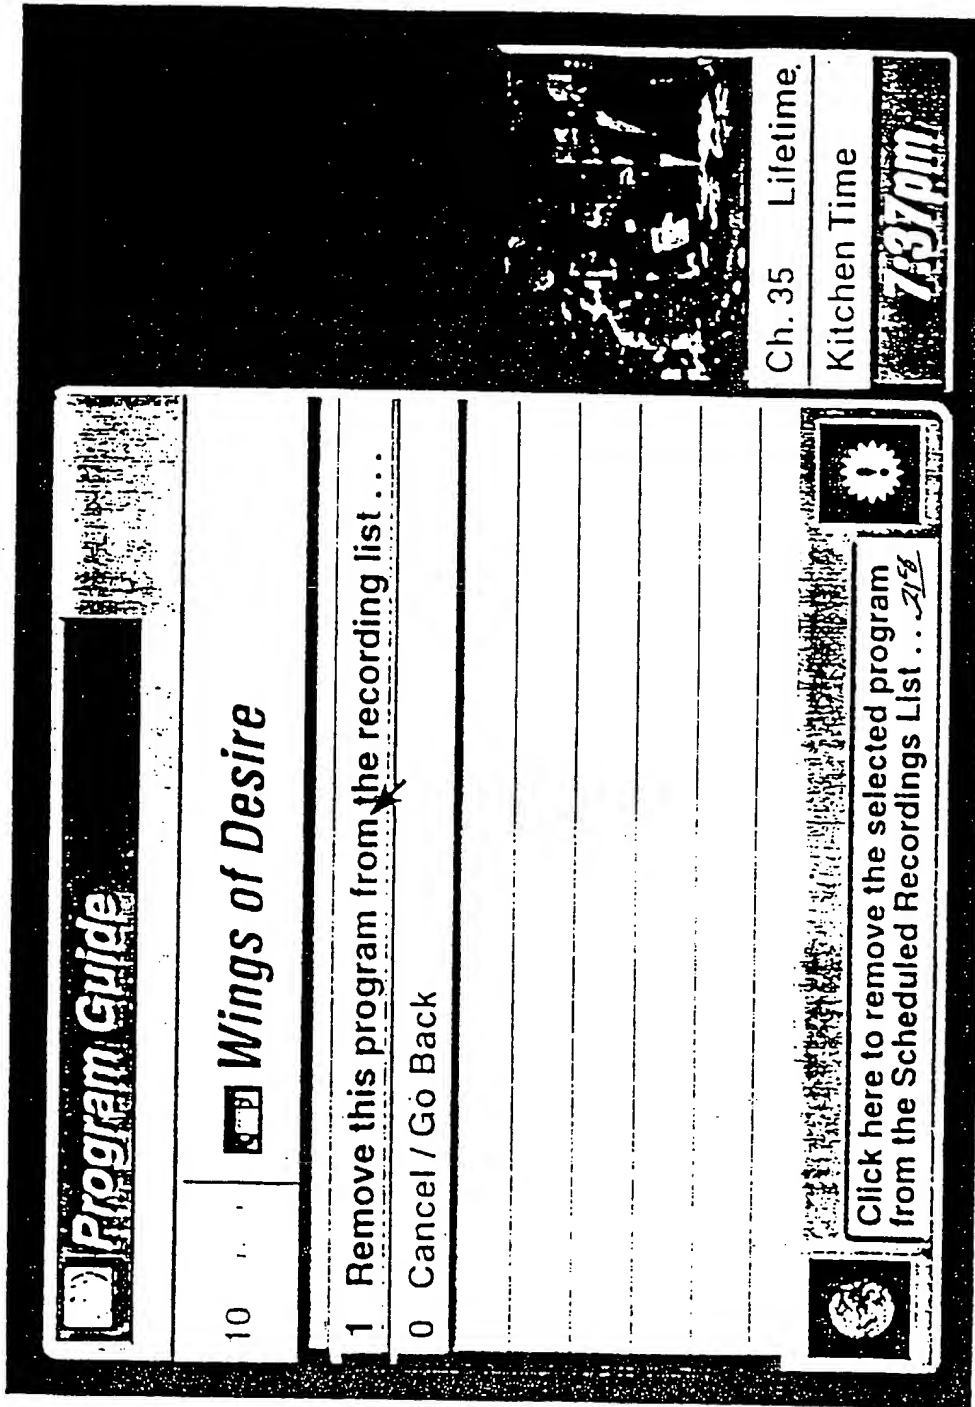 Program Guide
10
Wings of Desire
1 Remove this program from the recording list...
0 Cancel / Go Back
Click here to remove the selected program
from the Scheduled Recordings List... 2158
!
Ch. 35 Lifetime
Kitchen Time
7:37pm